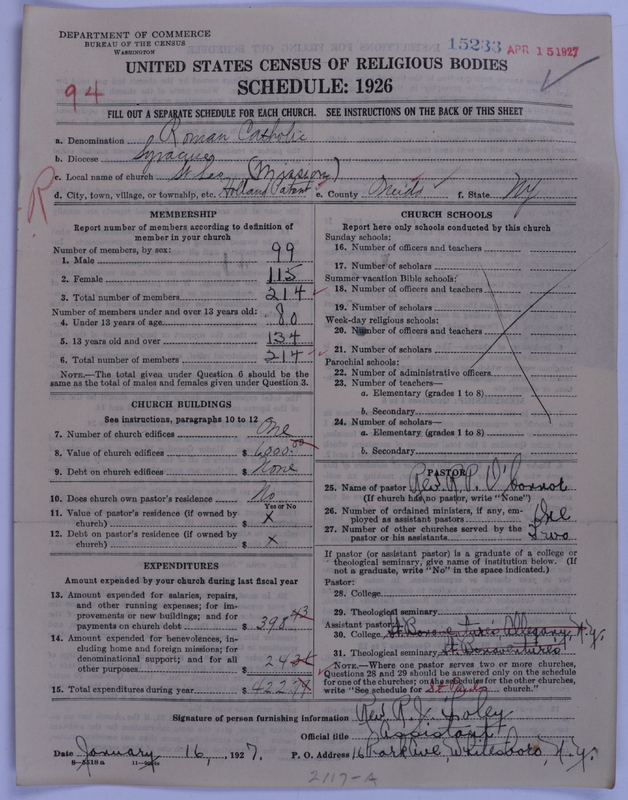 DEPARTMENT OF COMMERCE
BUREAU OF THE CENSUS
WASHINGTON
15233 APR 15 1927
UNITED STATES CENSUS OF RELIGIOUS BODIES
SCHEDULE: 1926
94
FILL OUT A SEPARATE SCHEDULE FOR EACH CHURCH. SEE INSTRUCTIONS ON THE BACK OF THIS SHEET
a. Denomination Roman Catholic
b. Diocese Syracuse
c. Local name of church St Leo (Mission)
d. City, town, village, or township, etc. Holland Patent e. County Oneida f. State NY
R
MEMBERSHIP
Report number of members according to definition of
member in your church
Number of members, by sex:
1. Male 99
2. Female 115
3. Total number of members 214
Number of members under and over 13 years old:
4. Under 13 years of age 80
5. 13 years old and over 134
6. Total number of members 214
NOTE.—The total given under Question 6 should be
same as the total of males and females given under Question 3.
CHURCH BUILDINGS
See instructions, paragraphs 10 to 12
7. Number of church edifices One
8. Value of church edifices $ 6000.00
9. Debt on church edifices $ None
10. Does church own pastor's residence No
Yes or No
11. Value of pastor's residence (if owned by
church) $ x
12. Debt on pastor's residence (if owned by
church) $ x
EXPENDITURES
Amount expended by your church during last fiscal year
13. Amount expended for salaries, repairs,
and other running expenses; for im-
provements or new buildings; and for
payments on church debt $ 398
14. Amount expended for benevolences, in-
cluding home and foreign missions; for
denominational support; and for all
other purposes $ 24
15. Total expenditures during year $ 422
CHURCH SCHOOLS
Report here only schools conducted by this church
Sunday schools:
16. Number of officers and teachers
17. Number of scholars
Summer vacation Bible schools:
18. Number of officers and teachers
19. Number of scholars
Week-day religious schools:
20. Number of officers and teachers
21. Number of scholars
Parochial schools:
22. Number of administrative officers
23. Number of teachers—
a. Elementary (grades 1 to 8)
b. Secondary
24. Number of scholars—
a. Elementary (grades 1 to 8)
b. Secondary
PASTOR
25. Name of pastor Rev. R. P. O'Connor
(If church has no pastor, write "None")
26. Number of ordained ministers, if any, em-
ployed as assistant pastors One
27. Number of other churches served by the
pastor or his assistants Two
If pastor (or assistant pastor) is a graduate of a college or
theological seminary, give name of institution below. (If
not a graduate, write "No" in the space indicated.)
Pastor:
28. College
29. Theological seminary
Assistant pastor:
30. College St Bonaventures Allegany, N.Y.
31. Theological seminary St Bonaventures
NOTE.—Where one pastor serves two or more churches,
Questions 28 and 29 should be answered only on the schedule
for one of the churches; on the schedules for the other churches,
write "See schedule for St Pauls church."
Signature of person furnishing information Rev. R. J. Foley
Official title Assistant
Date January 16, 1927. P. O. Address 16 Park Ave, Whitesboro, N.Y.
8—5518a
2117-A